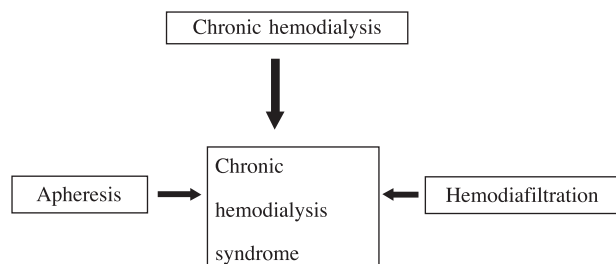 Chronic hemodialysis
Chronic
hemodialysis
syndrome
Apheresis
Hemodiafiltration